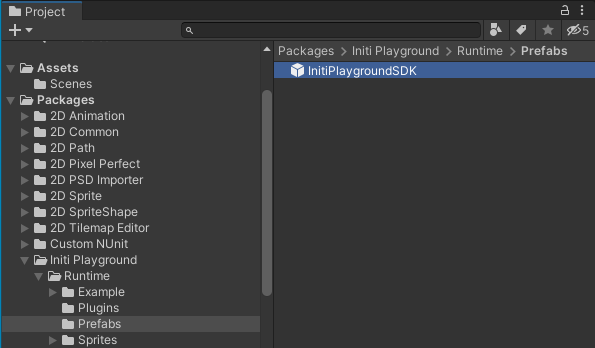 Project
5
Packages > Initi Playground > Runtime > Prefabs
InitiPlaygroundSDK
Assets
Scenes
Packages
2D Animation
2D Common
2D Path
2D Pixel Perfect
2D PSD Importer
2D Sprite
2D SpriteShape
2D Tilemap Editor
Custom NUnit
Initi Playground
Runtime
Example
Plugins
Prefabs
Sprites